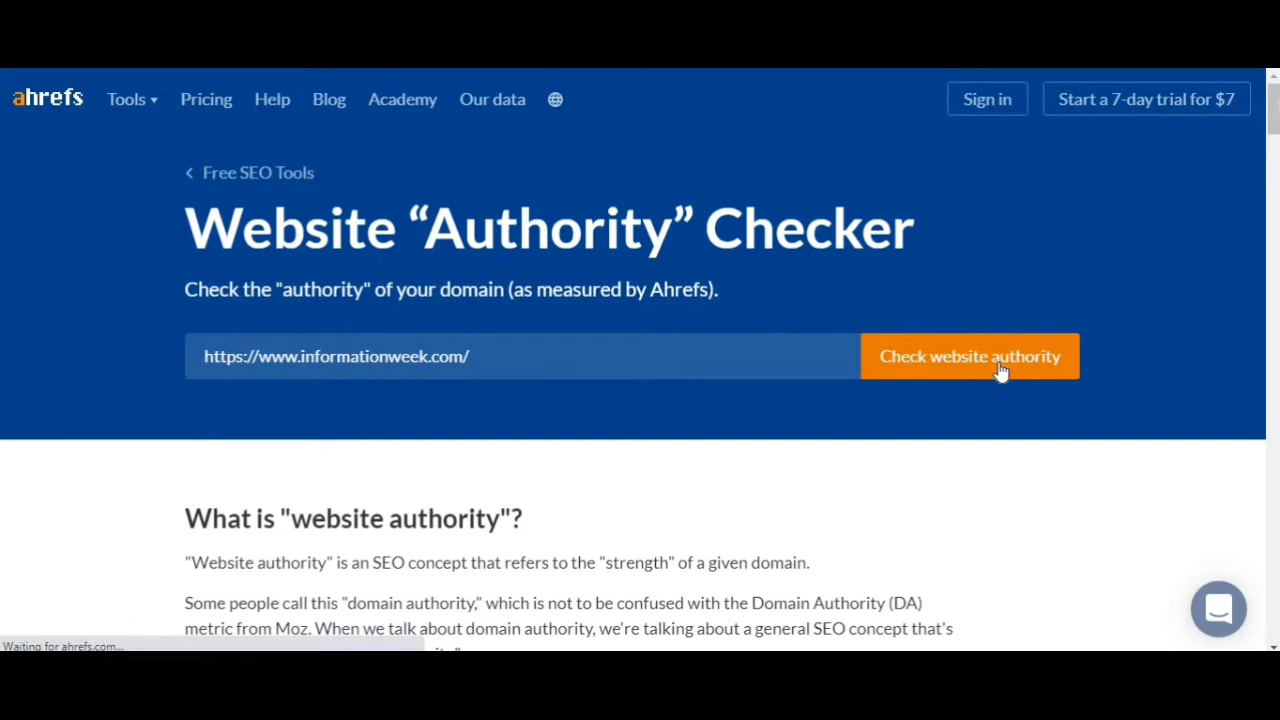 ahrefs Tools Pricing Help Blog Academy Our data Sign in Start a 7-day trial for $7
Free SEO Tools
Website “Authority” Checker
Check the "authority" of your domain (as measured by Ahrefs).
https://www.informationweek.com/ Check website authority
What is "website authority"?
"Website authority" is an SEO concept that refers to the "strength" of a given domain.
Some people call this "domain authority," which is not to be confused with the Domain Authority (DA)
metric from Moz. When we talk about domain authority, we're talking about a general SEO concept that's
Waiting for ahrefs.com...